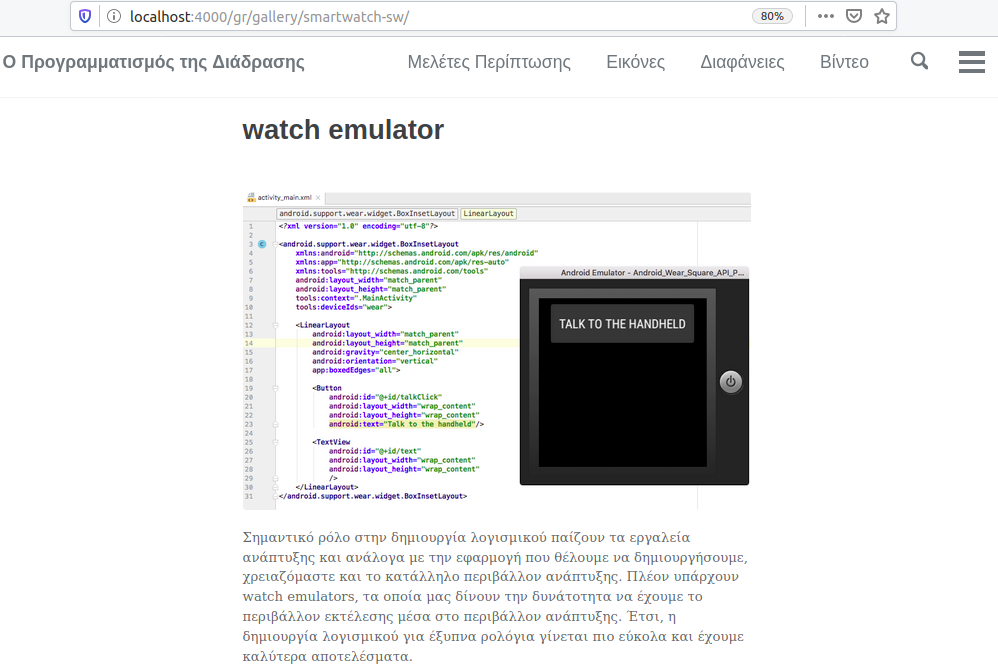 localhost:4000/gr/gallery/smartwatch-sw/
80%
Ο Προγραμματισμός της Διάδρασης
Μελέτες Περίπτωσης
Εικόνες
Διαφάνειες
Βίντεο
watch emulator
activity_main.xml
android.support.wear.widget.BoxInsetLayout
LinearLayout
1 <?xml version="1.0" encoding="utf-8"?>
2
3 <android.support.wear.widget.BoxInsetLayout
4 xmlns:android="http://schemas.android.com/apk/res/android"
5 xmlns:app="http://schemas.android.com/apk/res-auto"
6 xmlns:tools="http://schemas.android.com/tools"
7 android:layout_width="match_parent"
8 android:layout_height="match_parent"
9 tools:context=".MainActivity"
10 tools:deviceIds="wear">
11
12 <LinearLayout
13 android:layout_width="match_parent"
14 android:layout_height="match_parent"
15 android:gravity="center_horizontal"
16 android:orientation="vertical"
17 app:boxedEdges="all">
18
19 <Button
20 android:id="@+id/talkClick"
21 android:layout_width="wrap_content"
22 android:layout_height="wrap_content"
23 android:text="Talk to the handheld"/>
24
25 <TextView
26 android:id="@+id/text"
27 android:layout_width="wrap_content"
28 android:layout_height="wrap_content"
29 />
30 </LinearLayout>
31 </android.support.wear.widget.BoxInsetLayout>
Android Emulator - Android_Wear_Square_API_P...
TALK TO THE HANDHELD
Σημαντικό ρόλο στην δημιουργία λογισμικού παίζουν τα εργαλεία
ανάπτυξης και ανάλογα με την εφαρμογή που θέλουμε να δημιουργήσουμε,
χρειαζόμαστε και το κατάλληλο περιβάλλον ανάπτυξης. Πλέον υπάρχουν
watch emulators, τα οποία μας δίνουν την δυνατότητα να έχουμε το
περιβάλλον εκτέλεσης μέσα στο περιβάλλον ανάπτυξης. Έτσι, η
δημιουργία λογισμικού για έξυπνα ρολόγια γίνεται πιο εύκολα και έχουμε
καλύτερα αποτελέσματα.